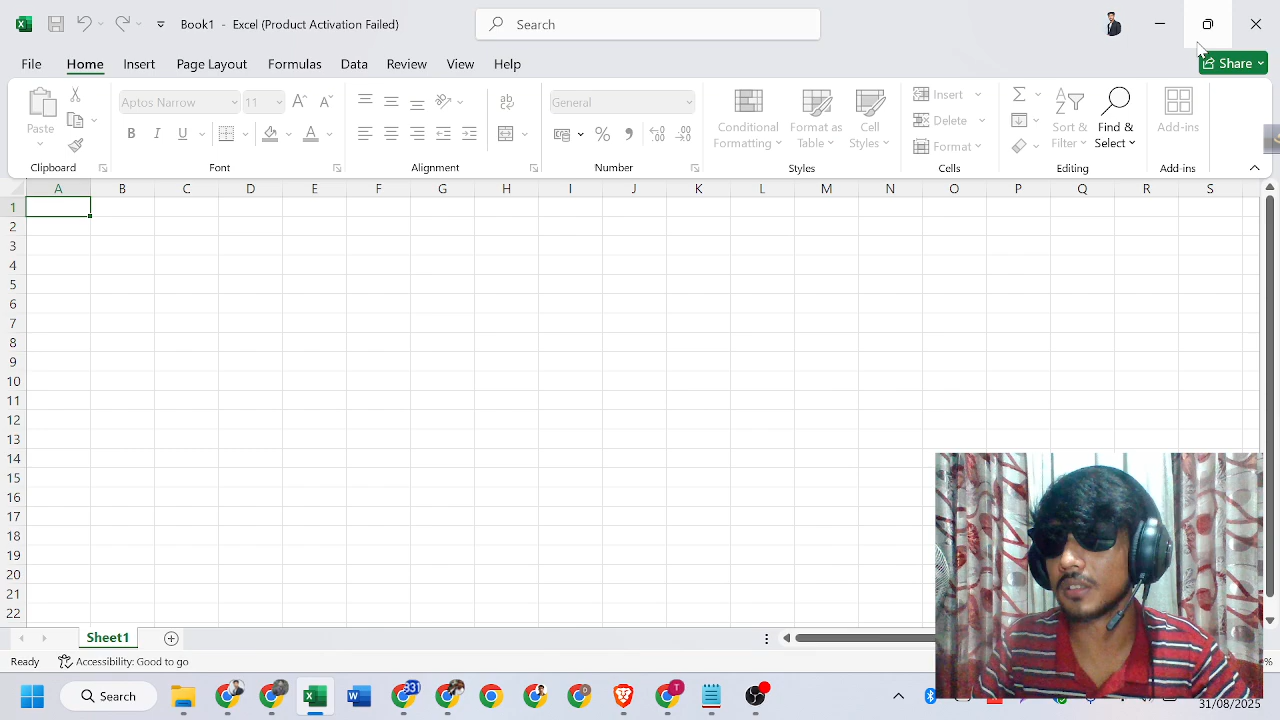 Book1 - Excel (Product Activation Failed)
Search
File Home Insert Page Layout Formulas Data Review View Help
Share
Paste
Clipboard
Aptos Narrow 11
B I U A
Font
ab
Alignment
General
%
Number
Conditional Formatting
Format as Table
Cell Styles
Styles
Insert
Delete
Format
Cells
Sort & Filter
Find & Select
Editing
Add-ins
Add-ins
A B C D E F G H I J K L M N O P Q R S
1
2
3
4
5
6
7
8
9
10
11
12
13
14
15
16
17
18
19
20
21
22
Sheet1
Ready Accessibility: Good to go %
Search 331 T
31/08/2025